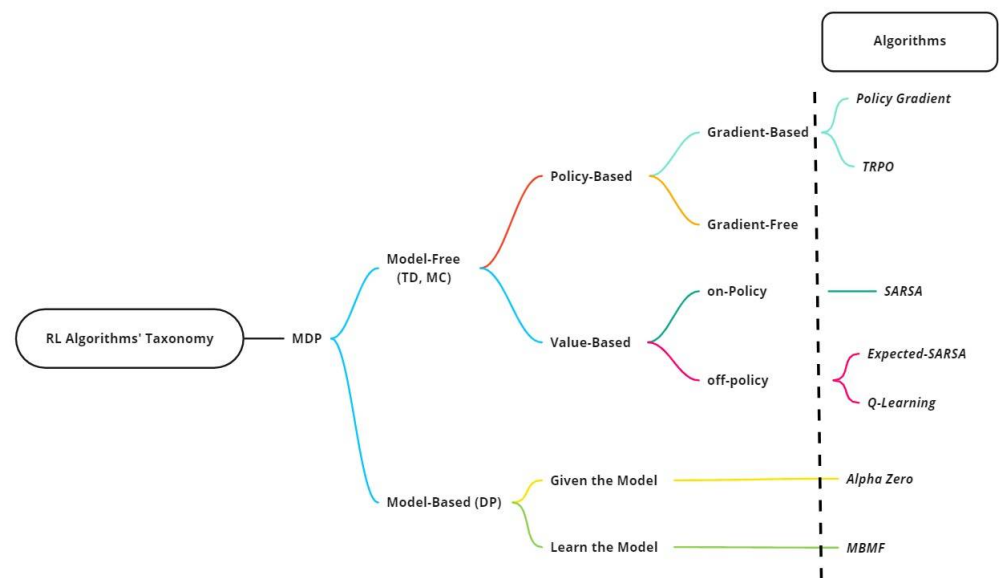 Algorithms
Policy Gradient
Gradient-Based
TRPO
Policy-Based
Gradient-Free
Model-Free
(TD, MC)
on-Policy
SARSA
RL Algorithms' Taxonomy
MDP
Value-Based
Expected-SARSA
off-policy
Q-Learning
Given the Model
Alpha Zero
Model-Based (DP)
Learn the Model
MBMF